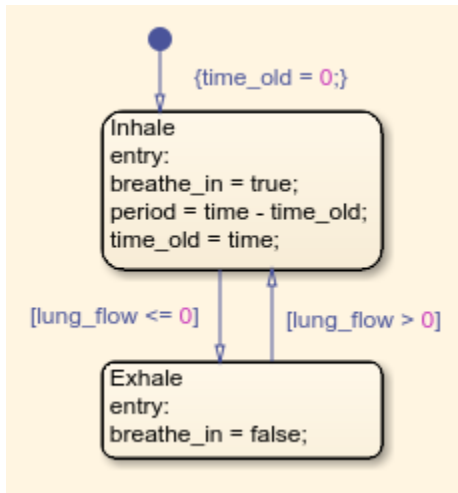 {time_old = 0;}
Inhale
entry:
breathe_in = true;
period = time - time_old;
time_old = time;
[lung_flow <= 0]
[lung_flow > 0]
Exhale
entry:
breathe_in = false;